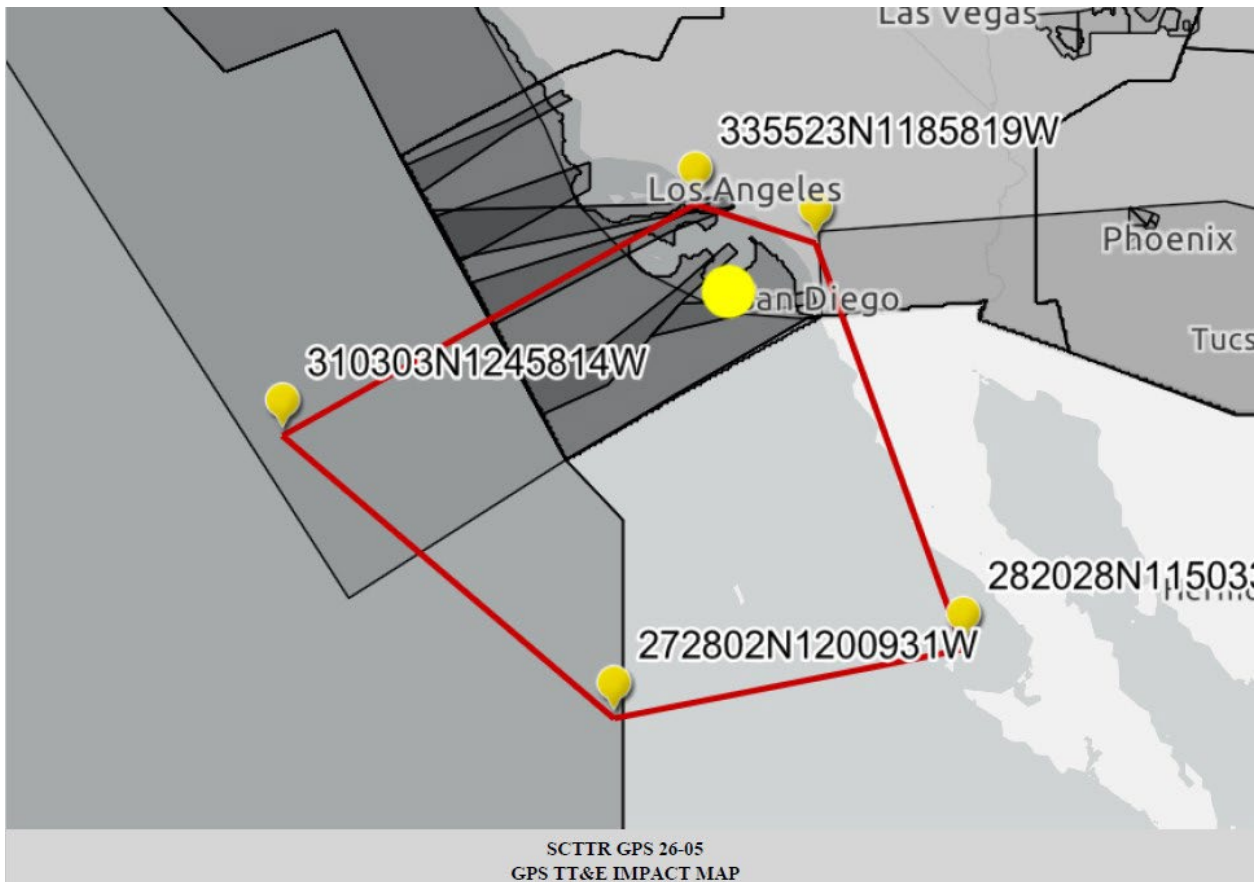 Las Vegas
335523N1185819W
Los Angeles
Phoenix
San Diego
Tucs
310303N1245814W
282028N115033
272802N1200931W
SCTTR GPS 26-05
GPS TT&E IMPACT MAP